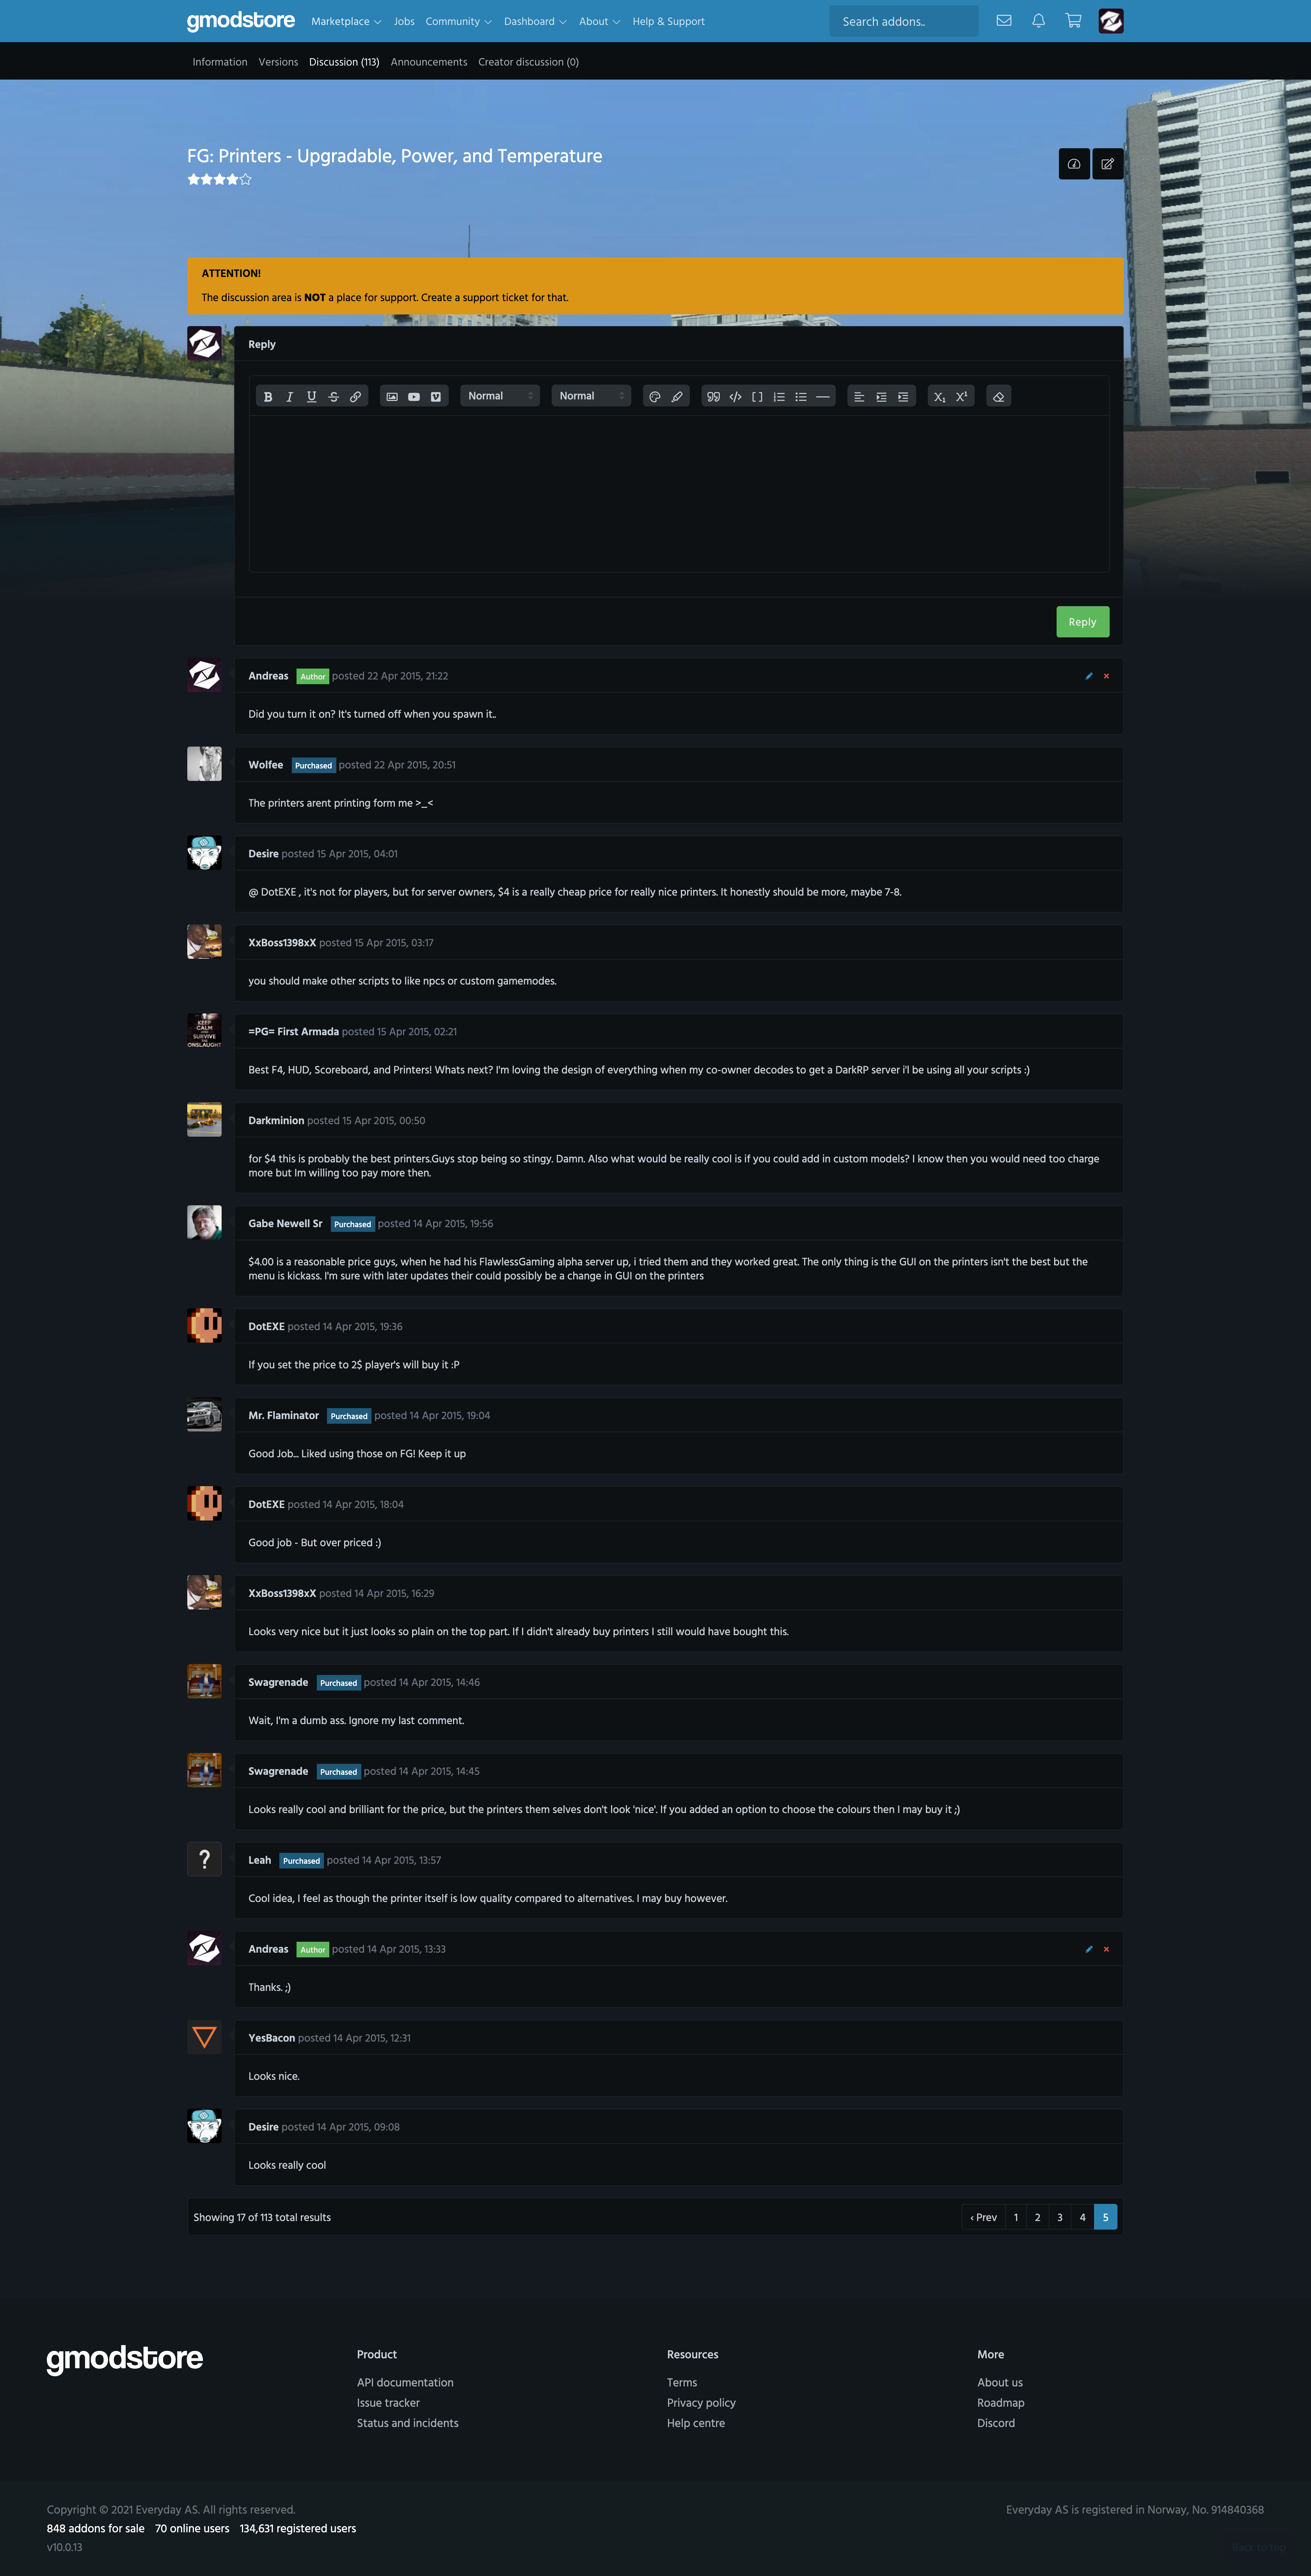 gmodstore
Marketplace Jobs Community Dashboard About Help & Support
Search addons..
Information Versions Discussion (113) Announcements Creator discussion (0)
FG: Printers - Upgradable, Power, and Temperature
ATTENTION!
The discussion area is NOT a place for support. Create a support ticket for that.
Reply
Normal Normal
Reply
Andreas Author posted 22 Apr 2015, 21:22
Did you turn it on? It's turned off when you spawn it..
Wolfee Purchased posted 22 Apr 2015, 20:51
The printers arent printing form me >_<
Desire posted 15 Apr 2015, 04:01
@ DotEXE , it's not for players, but for server owners, $4 is a really cheap price for really nice printers. It honestly should be more, maybe 7-8.
XxBoss1398xX posted 15 Apr 2015, 03:17
you should make other scripts to like npcs or custom gamemodes.
KEEP
CALM
AND
SURVIVE
THE
ONSLAUGHT
=PG= First Armada posted 15 Apr 2015, 02:21
Best F4, HUD, Scoreboard, and Printers! Whats next? I'm loving the design of everything when my co-owner decodes to get a DarkRP server i'l be using all your scripts :)
Darkminion posted 15 Apr 2015, 00:50
for $4 this is probably the best printers.Guys stop being so stingy. Damn. Also what would be really cool is if you could add in custom models? I know then you would need too charge
more but Im willing too pay more then.
Gabe Newell Sr Purchased posted 14 Apr 2015, 19:56
$4.00 is a reasonable price guys, when he had his FlawlessGaming alpha server up, i tried them and they worked great. The only thing is the GUI on the printers isn't the best but the
menu is kickass. I'm sure with later updates their could possibly be a change in GUI on the printers
DotEXE posted 14 Apr 2015, 19:36
If you set the price to 2$ player's will buy it :P
Mr. Flaminator Purchased posted 14 Apr 2015, 19:04
Good Job... Liked using those on FG! Keep it up
DotEXE posted 14 Apr 2015, 18:04
Good job - But over priced :)
XxBoss1398xX posted 14 Apr 2015, 16:29
Looks very nice but it just looks so plain on the top part. If I didn't already buy printers I still would have bought this.
Swagrenade Purchased posted 14 Apr 2015, 14:46
Wait, I'm a dumb ass. Ignore my last comment.
Swagrenade Purchased posted 14 Apr 2015, 14:45
Looks really cool and brilliant for the price, but the printers them selves don't look 'nice'. If you added an option to choose the colours then I may buy it ;)
?
Leah Purchased posted 14 Apr 2015, 13:57
Cool idea, I feel as though the printer itself is low quality compared to alternatives. I may buy however.
Andreas Author posted 14 Apr 2015, 13:33
Thanks. ;)
YesBacon posted 14 Apr 2015, 12:31
Looks nice.
Desire posted 14 Apr 2015, 09:08
Looks really cool
Showing 17 of 113 total results
‹ Prev 1 2 3 4 5
gmodstore
Product
API documentation
Issue tracker
Status and incidents
Resources
Terms
Privacy policy
Help centre
More
About us
Roadmap
Discord
Copyright © 2021 Everyday AS. All rights reserved.
Everyday AS is registered in Norway, No. 914840368
848 addons for sale 70 online users 134,631 registered users
v10.0.13
Back to top